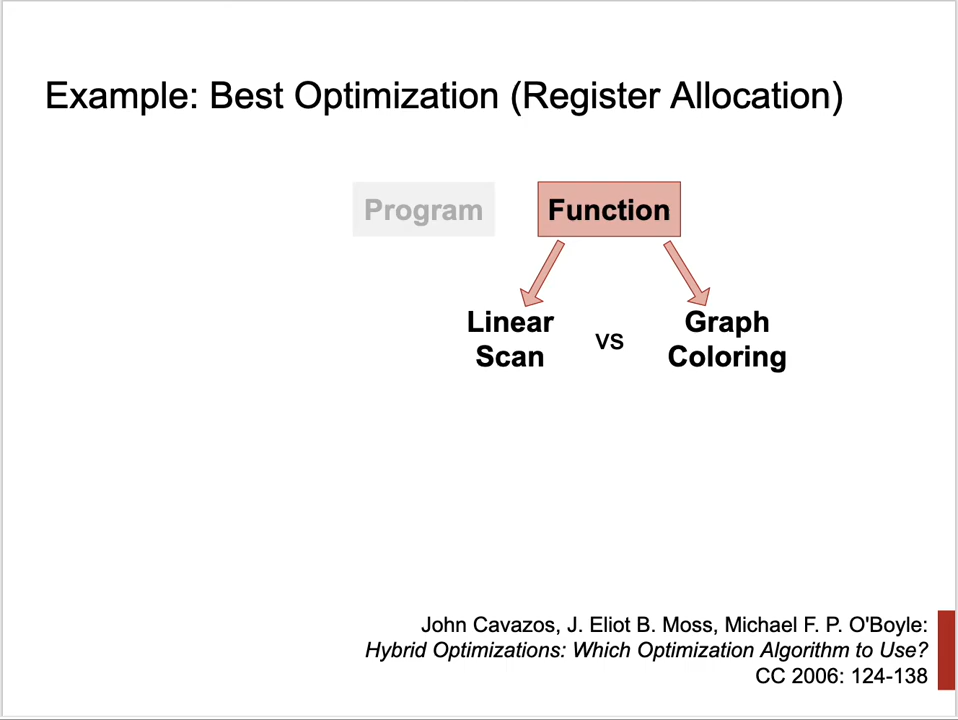 Example: Best Optimization (Register Allocation)
Program
Function
Linear
Scan
vs
Graph
Coloring
John Cavazos, J. Eliot B. Moss, Michael F. P. O'Boyle:
Hybrid Optimizations: Which Optimization Algorithm to Use?
CC 2006: 124-138